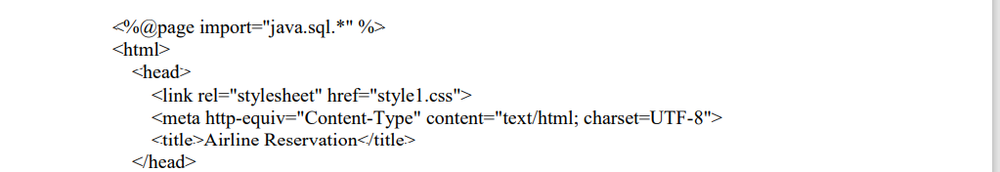 <%@page import="java.sql.*" %>
<html>
<head>
<link rel="stylesheet" href="style1.css">
<meta http-equiv="Content-Type" content="text/html; charset=UTF-8">
<title>Airline Reservation</title>
</head>